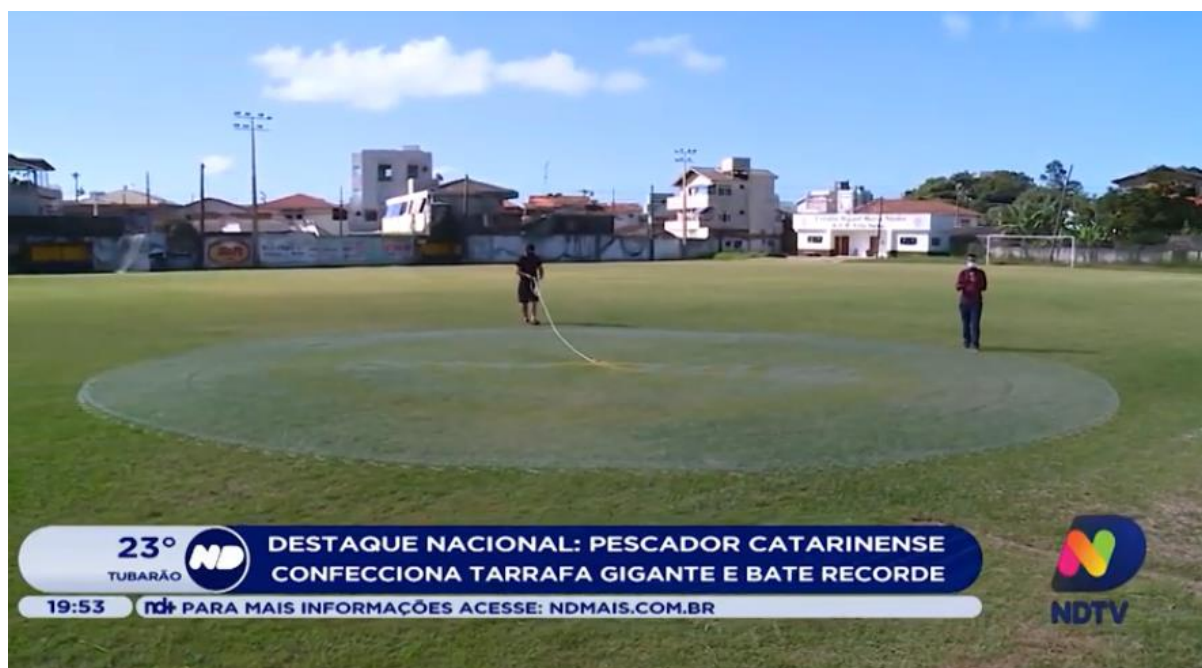 23°
TUBARÃO
ND
DESTAQUE NACIONAL: PESCADOR CATARINENSE
CONFECCIONA TARRAFA GIGANTE E BATE RECORDE
19:53
nd+ PARA MAIS INFORMAÇÕES ACESSE: NDMAIS.COM.BR
NDTV